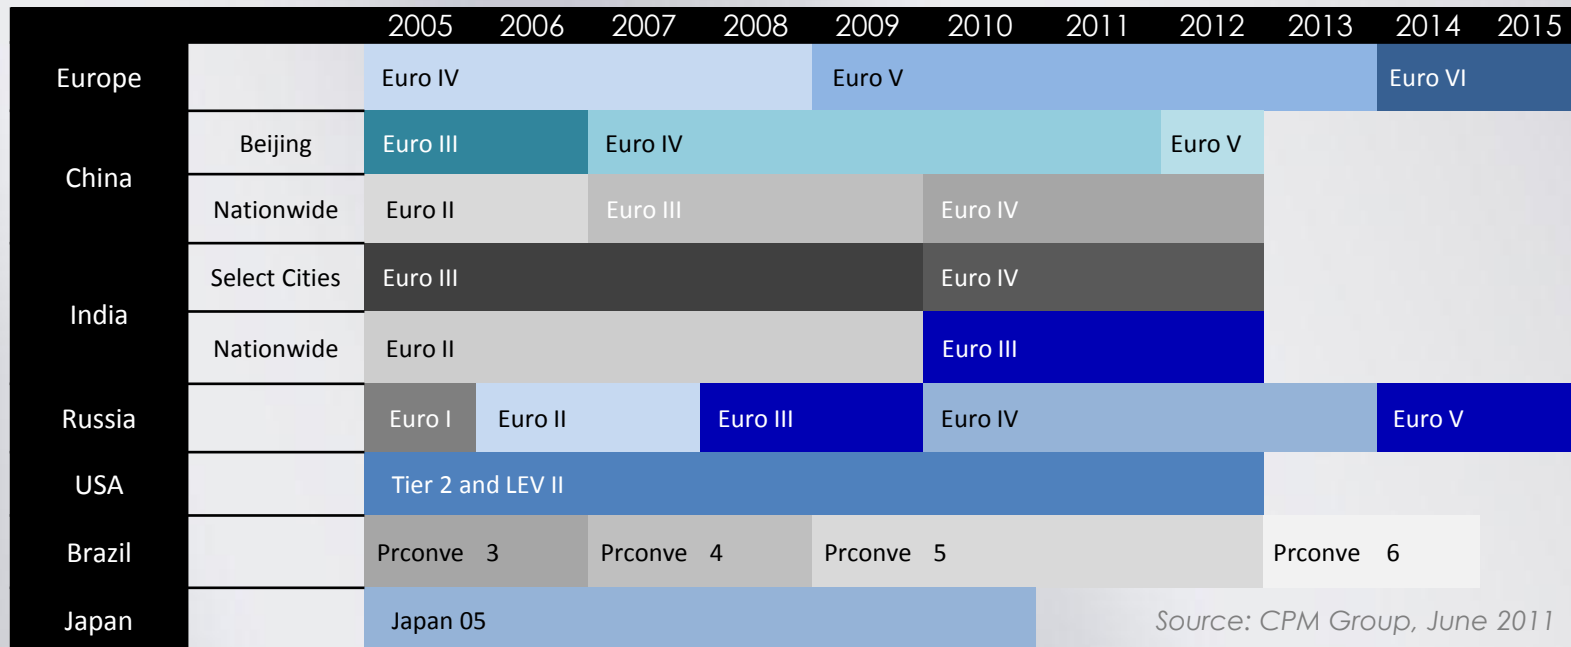 2005 2006 2007 2008 2009 2010 2011 2012 2013 2014 2015
Europe Euro IV Euro V Euro VI
China
Beijing Euro III Euro IV Euro V
Nationwide Euro II Euro III Euro IV
India
Select Cities Euro III Euro IV
Nationwide Euro II Euro III
Russia Euro I Euro II Euro III Euro IV Euro V
USA Tier 2 and LEV II
Brazil Prconve 3 Prconve 4 Prconve 5 Prconve 6
Japan Japan 05
Source: CPM Group, June 2011